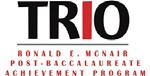 TRIO
RONALD E. MCNAIR
POST-BACCALAUREATE
ACHIEVEMENT PROGRAM